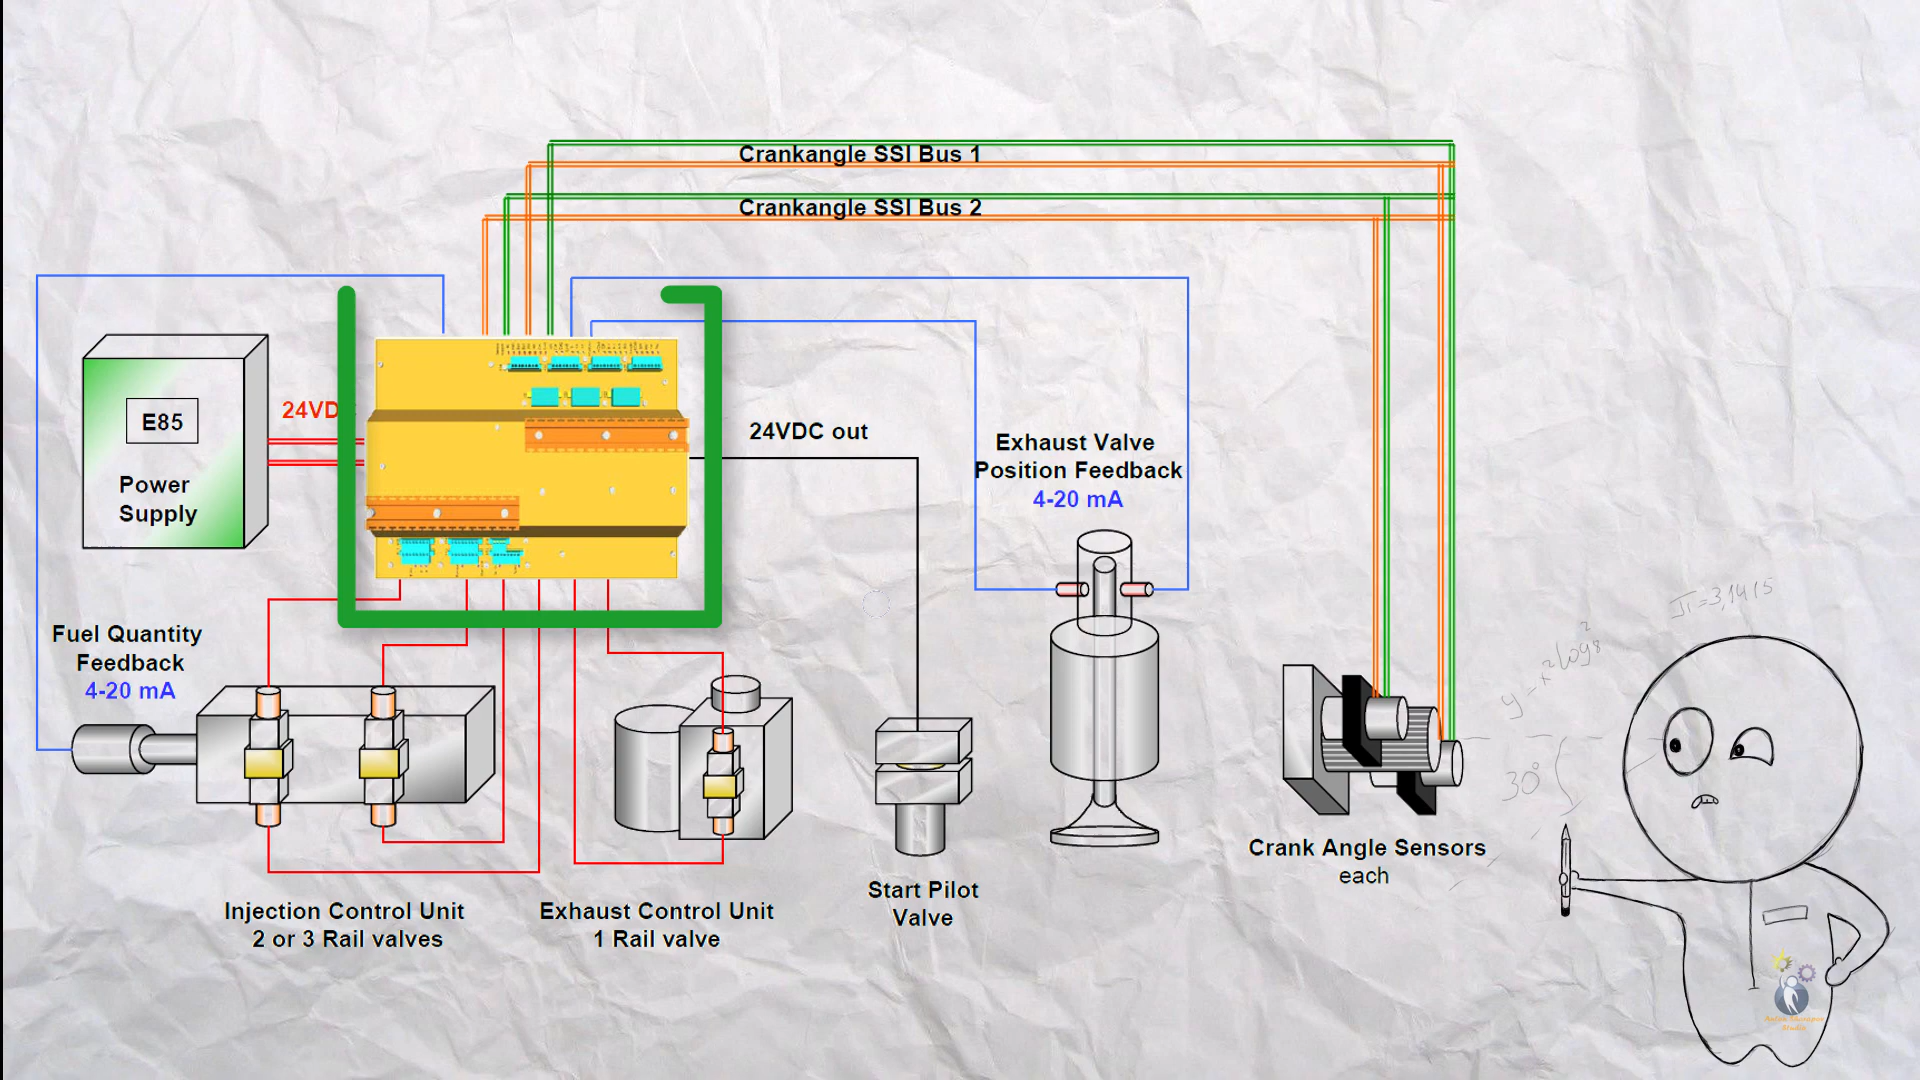 Crankangle SSI Bus 1
Crankangle SSI Bus 2
E85
Power
Supply
24VD
24VDC out
Exhaust Valve
Position Feedback
4-20 mA
Fuel Quantity
Feedback
4-20 mA
Injection Control Unit
2 or 3 Rail valves
Exhaust Control Unit
1 Rail valve
Start Pilot
Valve
Crank Angle Sensors
each
π=3,1415
30°
Studio